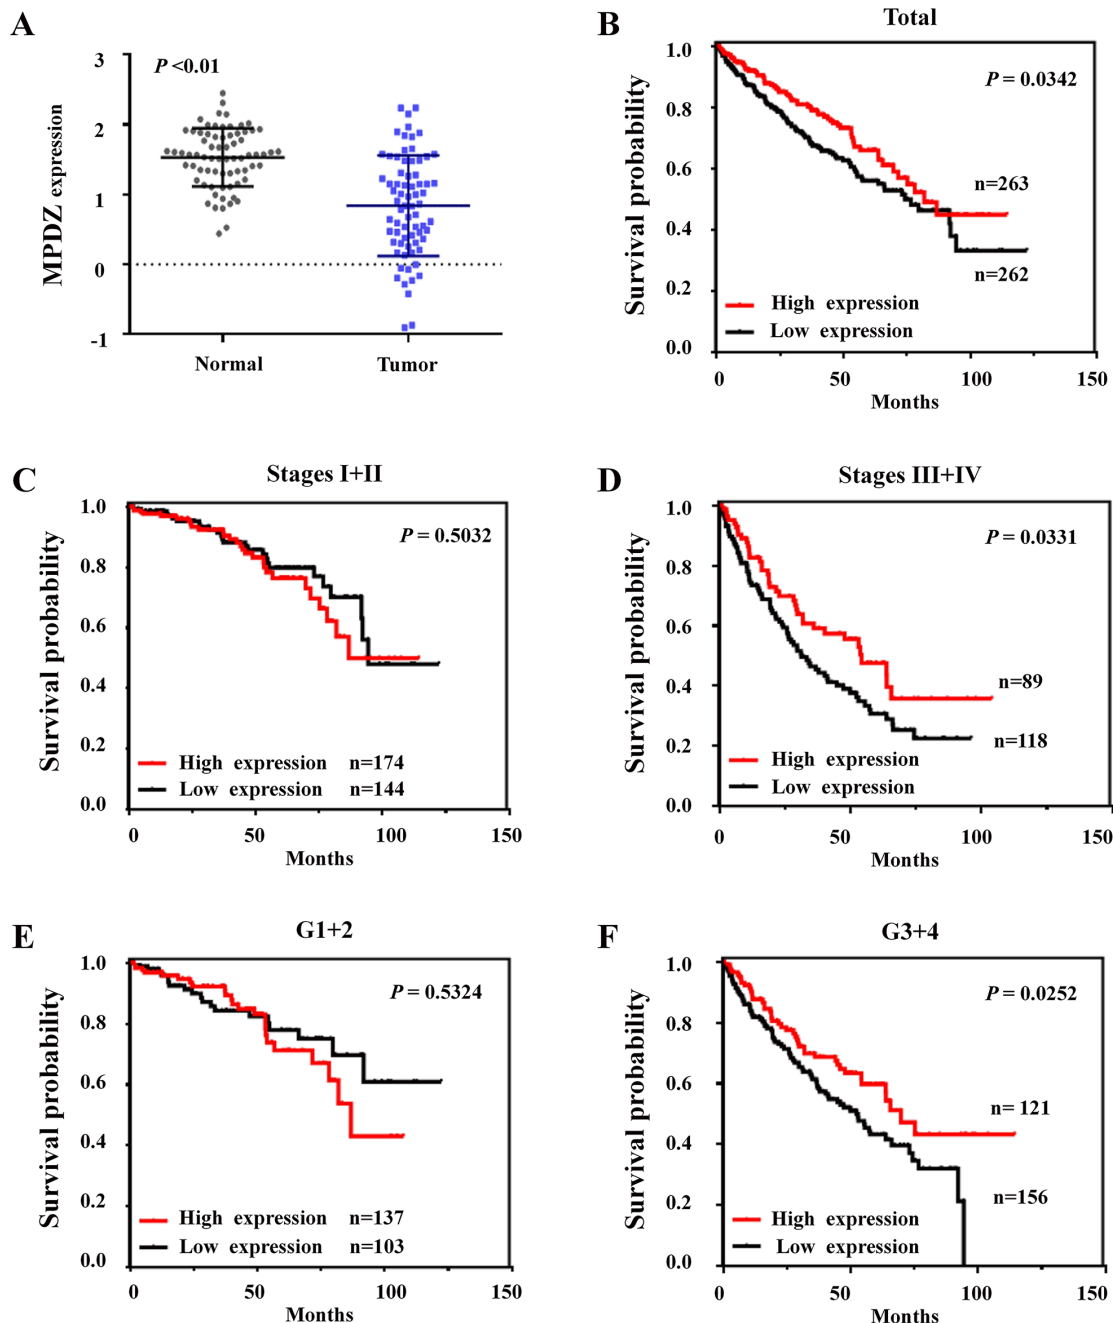 A
MPDZ expression
P <0.01
3
2
1
0
-1
Normal
Tumor
B
Total
Survival probability
P = 0.0342
1.0
0.8
0.6
0.4
0.2
0.0
n=263
n=262
High expression
Low expression
0
50
100
150
Months
C
Stages I+II
Survival probability
P = 0.5032
1.0
0.8
0.6
0.4
0.2
0.0
High expression n=174
Low expression n=144
0
50
100
150
Months
D
Stages III+IV
Survival probability
P = 0.0331
1.0
0.8
0.6
0.4
0.2
0.0
n=89
n=118
High expression
Low expression
0
50
100
150
Months
E
G1+2
Survival probability
P = 0.5324
1.0
0.8
0.6
0.4
0.2
0.0
High expression n=137
Low expression n=103
0
50
100
150
Months
F
G3+4
Survival probability
P = 0.0252
1.0
0.8
0.6
0.4
0.2
0.0
n= 121
n=156
High expression
Low expression
0
50
100
150
Months